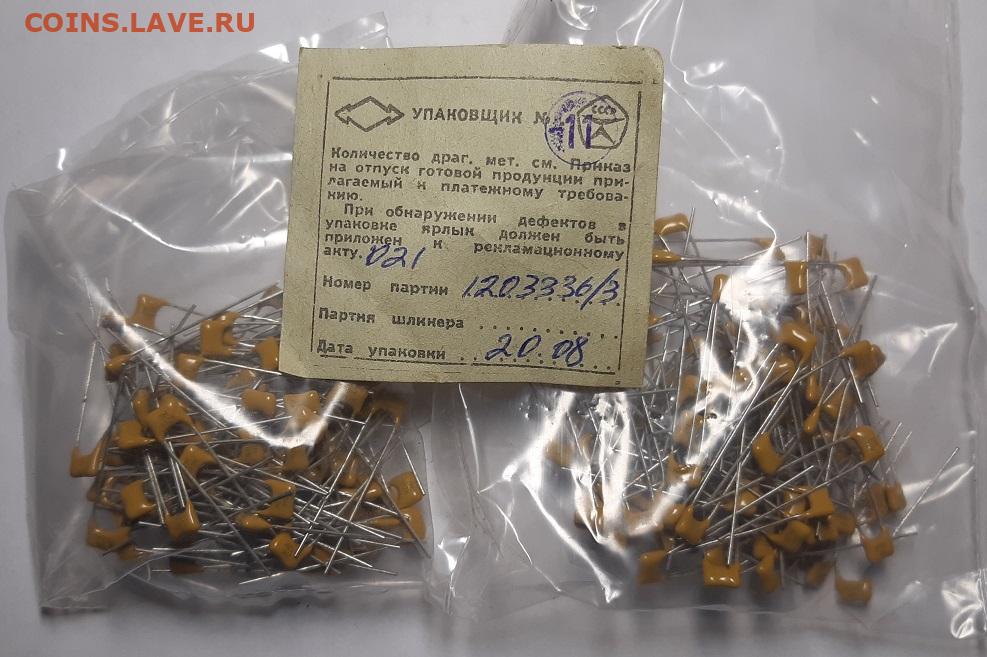 COINS.LAVE.RU
УПАКОВЩИК № 11
СССР
Количество драг. мет. см. Приказ
на отпуск готовой продукции при-
лагаемый к платежному требова-
нию.
При обнаружении дефектов в
упаковке ярлык должен быть
приложен к рекламационному
акту. 021
Номер партии 1203336/3
Партия шликера
Дата упаковки 20.08